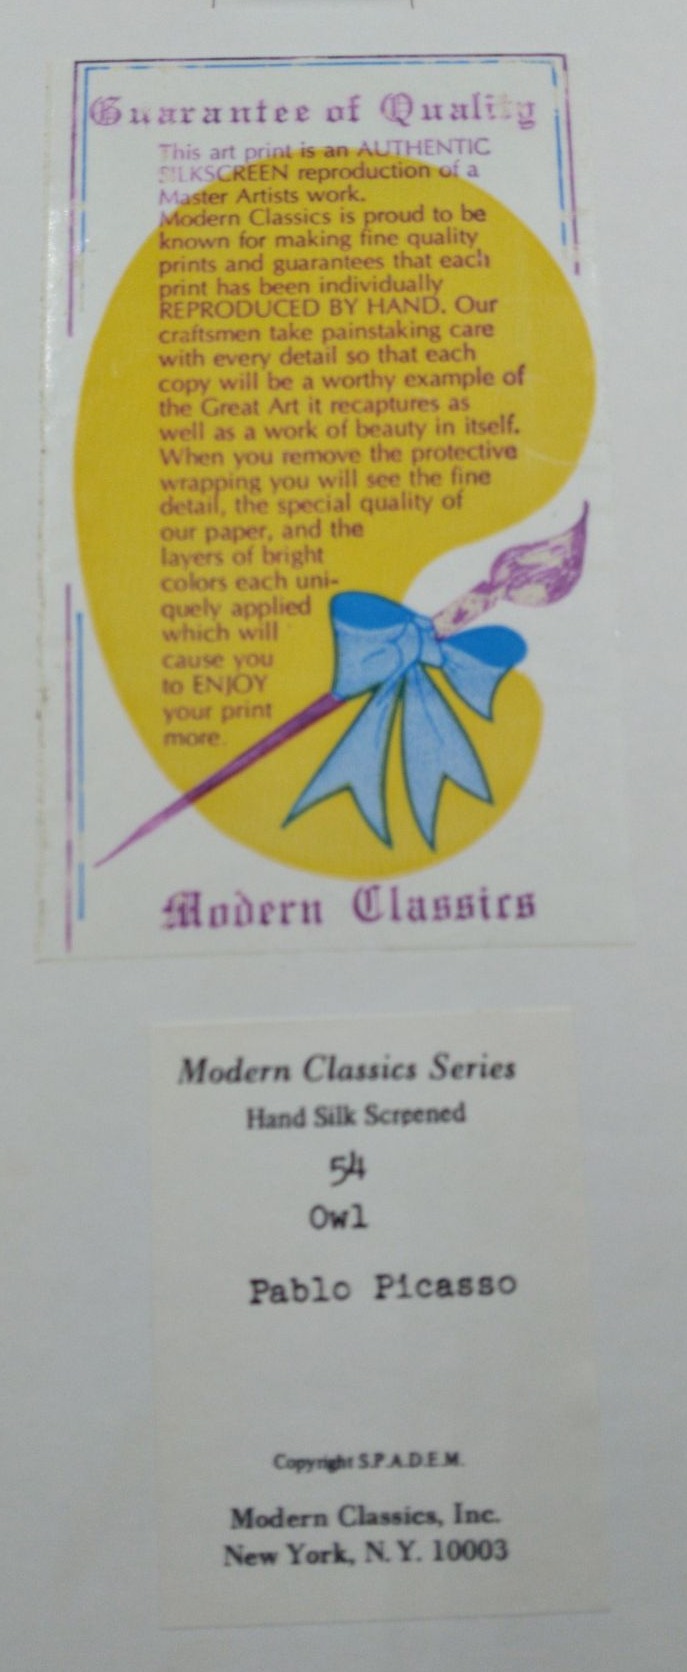 Guarantee of Quality
This art print is an AUTHENTIC
SILKSCREEN reproduction of a
Master Artists work.
Modern Classics is proud to be
known for making fine quality
prints and guarantees that each
print has been individually
REPRODUCED BY HAND. Our
craftsmen take painstaking care
with every detail so that each
copy will be a worthy example of
the Great Art it recaptures as
well as a work of beauty in itself.
When you remove the protective
wrapping you will see the fine
detail, the special quality of
our paper, and the
layers of bright
colors each uni-
quely applied
which will
cause you
to ENJOY
your print
more.
Modern Classics
Modern Classics Series
Hand Silk Screened
54
Owl
Pablo Picasso
Copyright S.P.A.D.E.M.
Modern Classics, Inc.
New York, N. Y. 10003